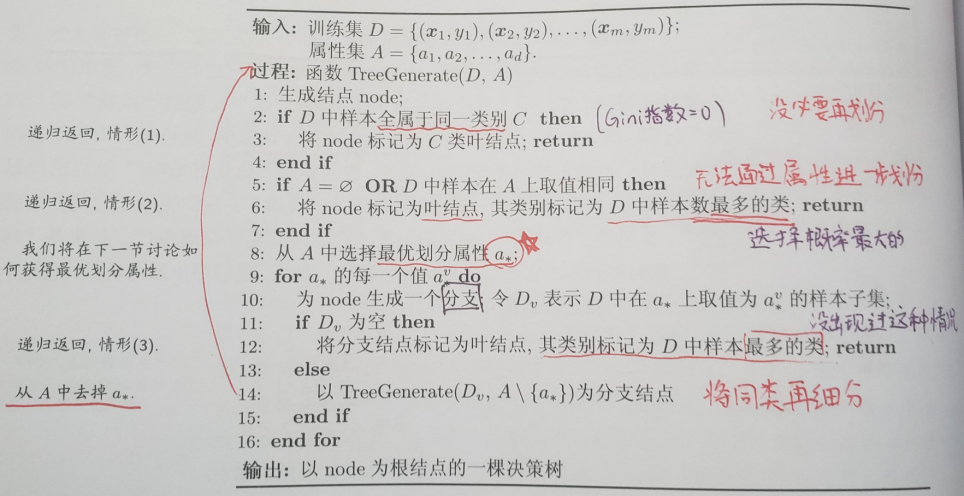 输入: 训练集 D = {(x₁, y₁), (x₂, y₂), . . . , (xₘ, yₘ)};
属性集 A = {a₁, a₂, . . . , a_d}.
过程: 函数 TreeGenerate(D, A)
1: 生成结点 node;
2: if D 中样本全属于同一类别 C then (Gini指数=0) 没必要再划分
递归返回, 情形(1).
3: 将 node 标记为 C 类叶结点; return
4: end if
5: if A = ∅ OR D 中样本在 A 上取值相同 then 无法通过属性进一步划分
递归返回, 情形(2).
6: 将 node 标记为叶结点, 其类别标记为 D 中样本数最多的类; return
7: end if 选择概率最大的
我们将在下一节讨论如
何获得最优划分属性.
8: 从 A 中选择最优划分属性 a∗;
9: for a∗ 的每一个值 a∗ᵛ do
10: 为 node 生成一个分支; 令 Dᵥ 表示 D 中在 a∗ 上取值为 a∗ᵛ 的样本子集;
11: if Dᵥ 为空 then 没出现过这种情况
递归返回, 情形(3).
12: 将分支结点标记为叶结点, 其类别标记为 D 中样本最多的类; return
13: else
从 A 中去掉 a∗.
14: 以 TreeGenerate(Dᵥ, A \ {a∗})为分支结点 将同类再细分
15: end if
16: end for
输出: 以 node 为根结点的一棵决策树